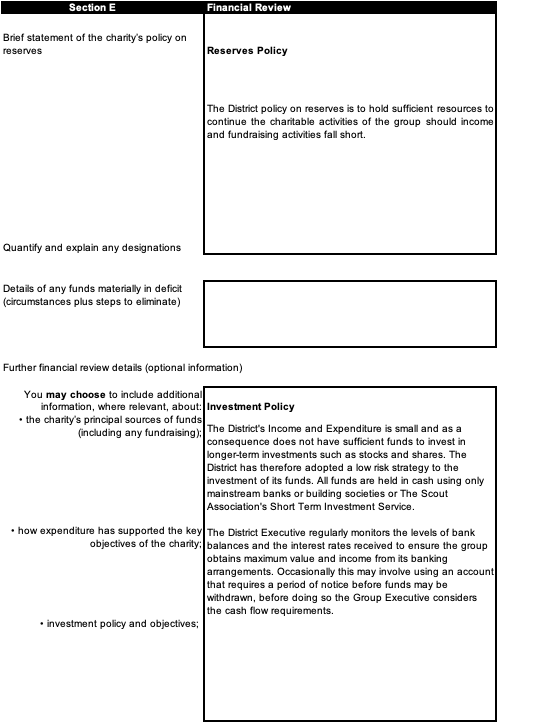 Section E
Financial Review
Brief statement of the charity's policy on
reserves
Reserves Policy
The District policy on reserves is to hold sufficient resources to
continue the charitable activities of the group should income
and fundraising activities fall short.
Quantify and explain any designations
Details of any funds materially in deficit
(circumstances plus steps to eliminate)
Further financial review details (optional information)
You may choose to include additional
information, where relevant, about:
• the charity's principal sources of funds
(including any fundraising);
• how expenditure has supported the key
objectives of the charity;
• investment policy and objectives;
Investment Policy
The District's Income and Expenditure is small and as a
consequence does not have sufficient funds to invest in
longer-term investments such as stocks and shares. The
District has therefore adopted a low risk strategy to the
investment of its funds. All funds are held in cash using only
mainstream banks or building societies or The Scout
Association's Short Term Investment Service.
The District Executive regularly monitors the levels of bank
balances and the interest rates received to ensure the group
obtains maximum value and income from its banking
arrangements. Occasionally this may involve using an account
that requires a period of notice before funds may be
withdrawn, before doing so the Group Executive considers
the cash flow requirements.